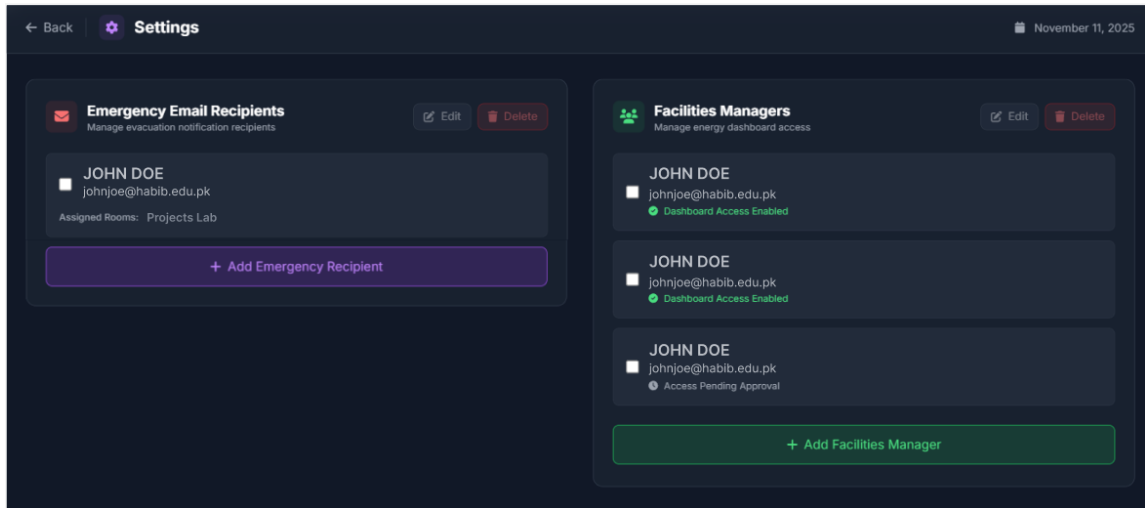 ← Back
Settings
November 11, 2025
Emergency Email Recipients
Manage evacuation notification recipients
Edit
Delete
JOHN DOE
johnjoe@habib.edu.pk
Assigned Rooms: Projects Lab
+ Add Emergency Recipient
Facilities Managers
Manage energy dashboard access
Edit
Delete
JOHN DOE
johnjoe@habib.edu.pk
Dashboard Access Enabled
JOHN DOE
johnjoe@habib.edu.pk
Dashboard Access Enabled
JOHN DOE
johnjoe@habib.edu.pk
Access Pending Approval
+ Add Facilities Manager